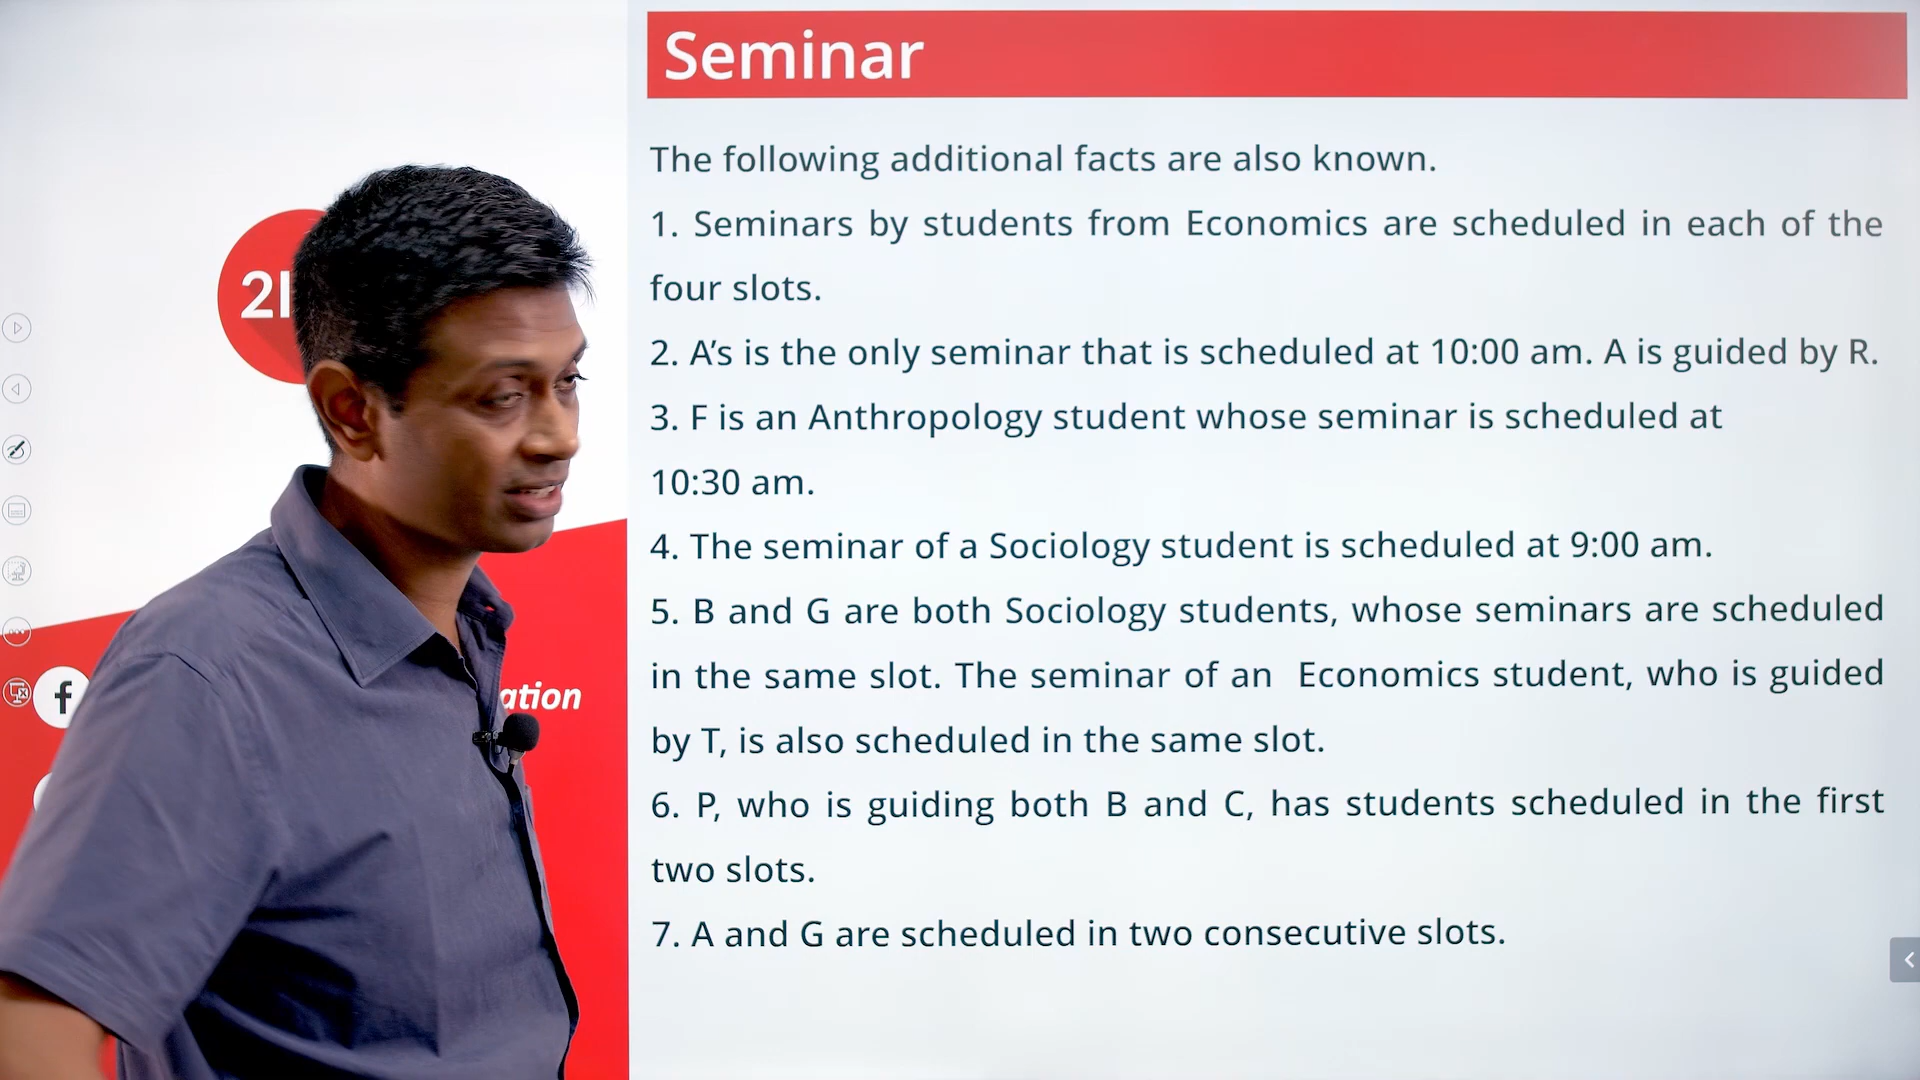 Seminar
The following additional facts are also known.
1. Seminars by students from Economics are scheduled in each of the
four slots.
2. A’s is the only seminar that is scheduled at 10:00 am. A is guided by R.
3. F is an Anthropology student whose seminar is scheduled at
10:30 am.
4. The seminar of a Sociology student is scheduled at 9:00 am.
5. B and G are both Sociology students, whose seminars are scheduled
in the same slot. The seminar of an Economics student, who is guided
by T, is also scheduled in the same slot.
6. P, who is guiding both B and C, has students scheduled in the first
two slots.
7. A and G are scheduled in two consecutive slots.
2I
f
ation